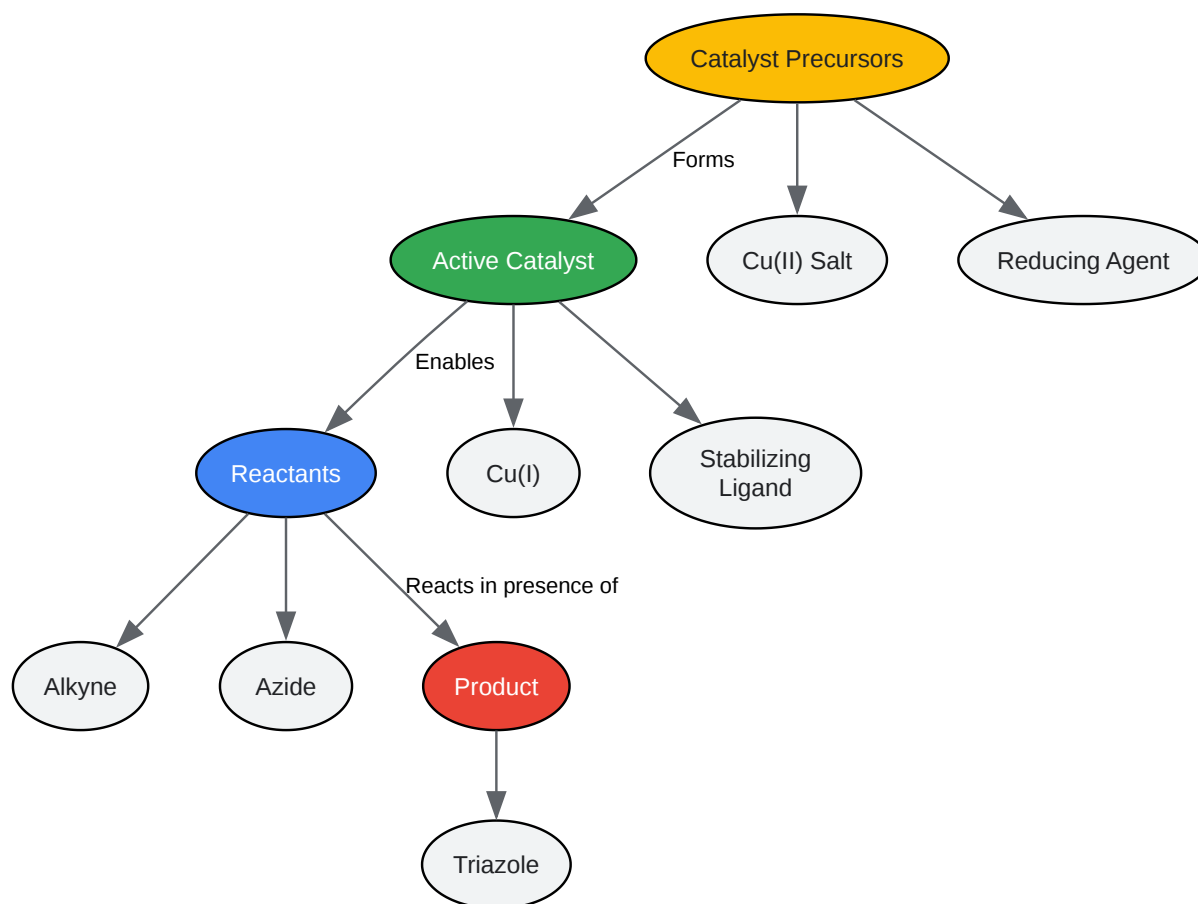 Catalyst Precursors
Forms
Active Catalyst
Cu(II) Salt
Reducing Agent
Enables
Reactants
Cu(I)
Stabilizing
Ligand
Reacts in presence of
Alkyne
Azide
Product
Triazole